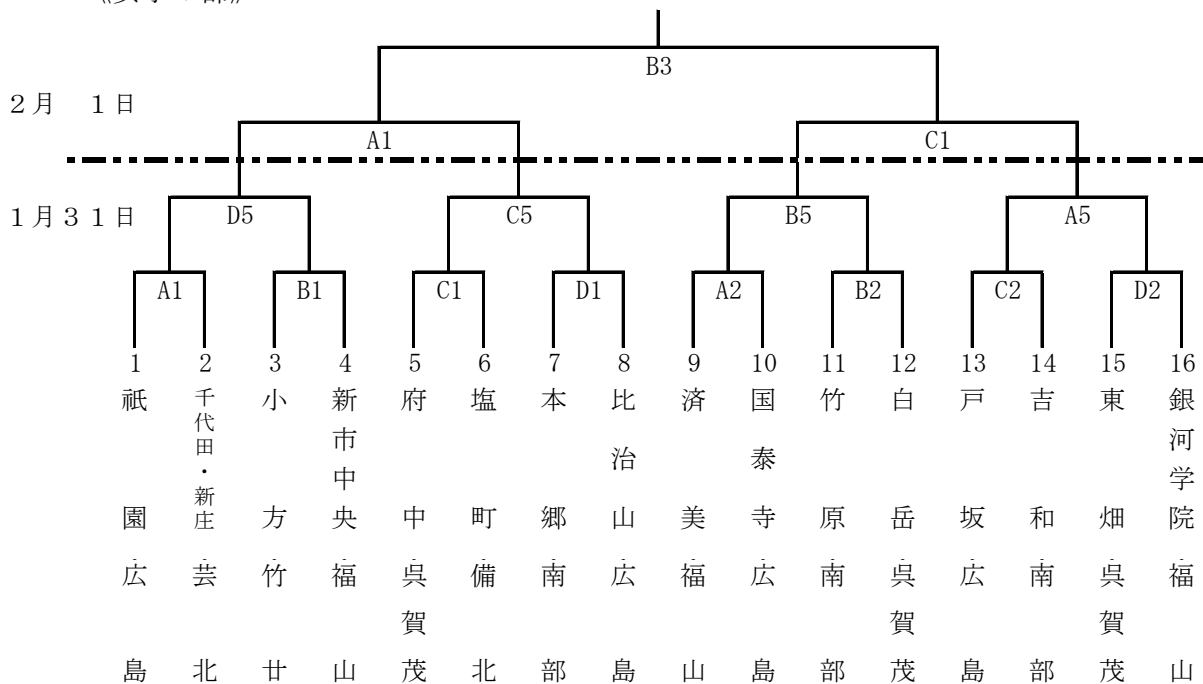 B3
2月 1日
A1 C1
1月31日
D5 C5 B5 A5
A1 B1 C1 D1 A2 B2 C2 D2
1 2 3 4 5 6 7 8 9 10 11 12 13 14 15 16
祇園・広島
千代田・新庄・芸北
小方・竹廿
新市中央・福山
府中・呉賀茂
塩町・備北
本郷・南部
比治山・広島
済美・福山
国泰寺・広島
竹原・南部
白岳・呉賀茂
戸坂・広島
吉和・南部
東畑・呉賀茂
銀河学院・福山